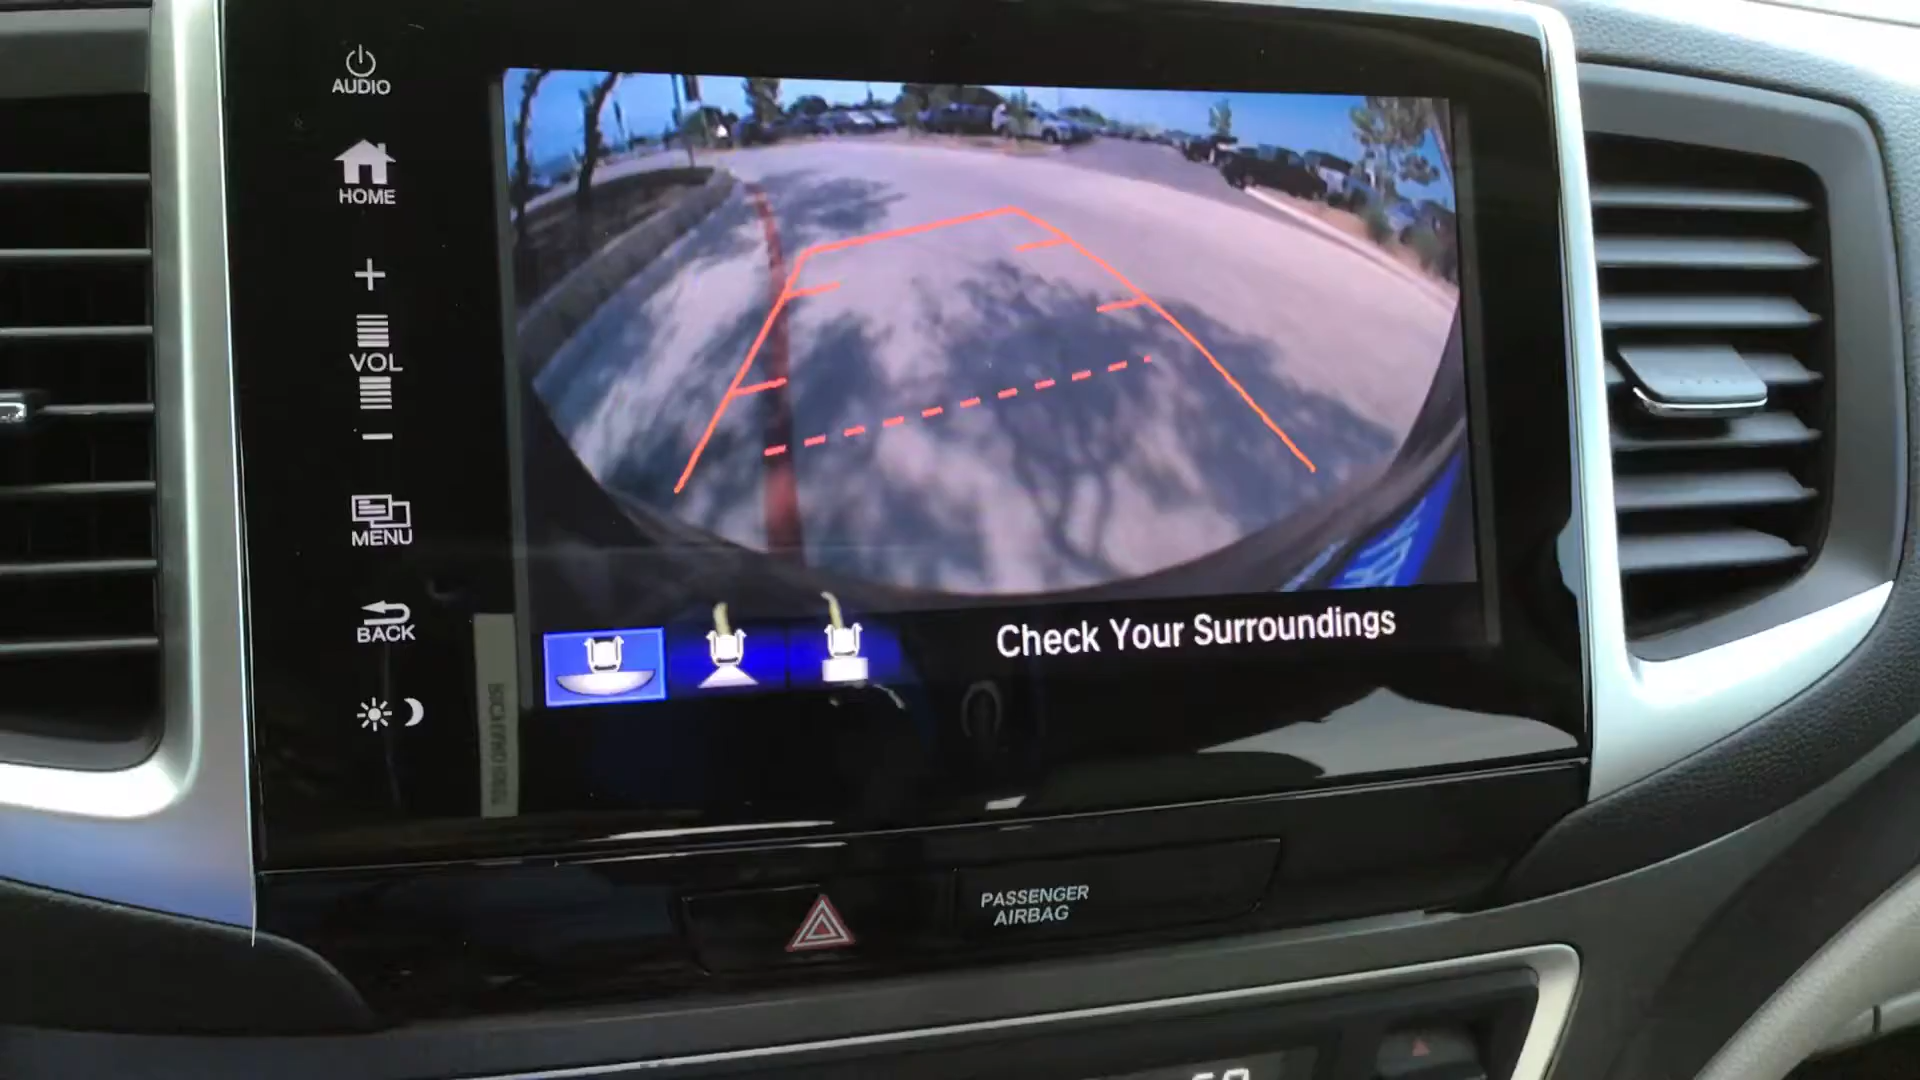 AUDIO
HOME
+
VOL
−
MENU
BACK
Check Your Surroundings
PASSENGER
AIRBAG